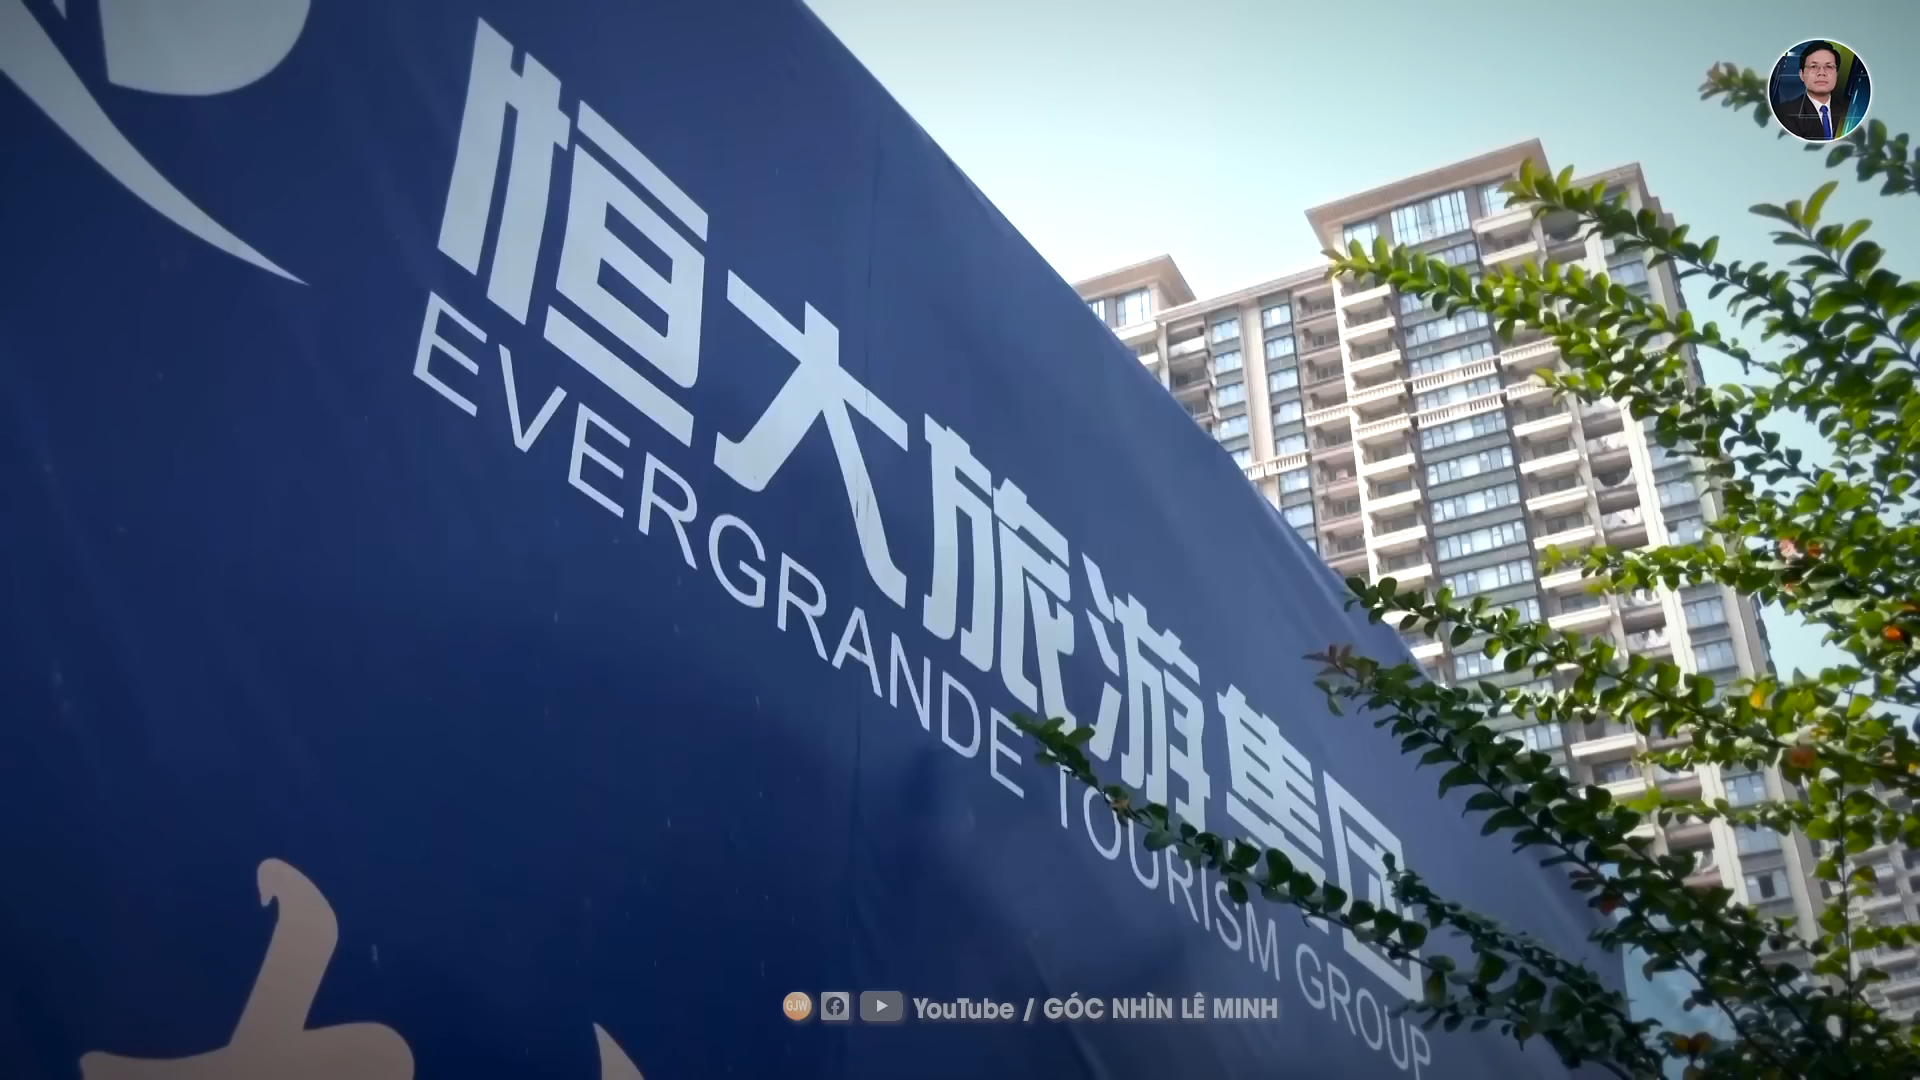 恒大旅游集团
EVERGRANDE TOURISM GROUP
GJW YouTube / GÓC NHÌN LÊ MINH